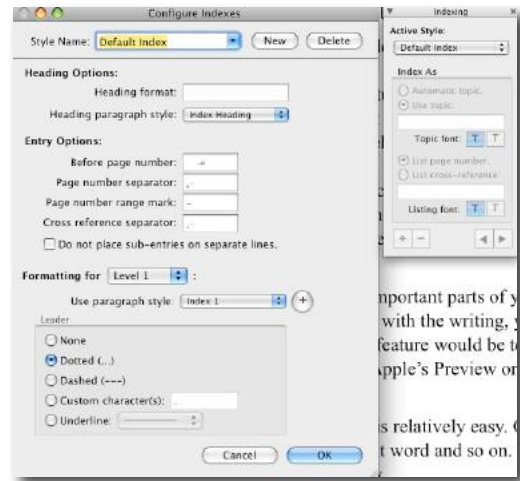 Configure Indexes
Style Name: Default Index New Delete
Heading Options:
Heading format:
Heading paragraph style: Index Heading
Entry Options:
Before page number:
Page number separator: ,
Page number range mark: –
Cross reference separator: ,
Do not place sub-entries on separate lines.
Formatting for Level 1 :
Use paragraph style: Index 1 +
Leader
None
Dotted (...)
Dashed (---)
Custom character(s): .
Underline:
Cancel OK
Indexing
Active Style:
Default Index
Index As
Automatic topic.
Use topic:
Topic font: T T
List page number.
List cross-reference
Listing font: T T
+ −
mportant parts of y
with the writing, y
feature would be t
Apple's Preview or
is relatively easy. 
t word and so on.